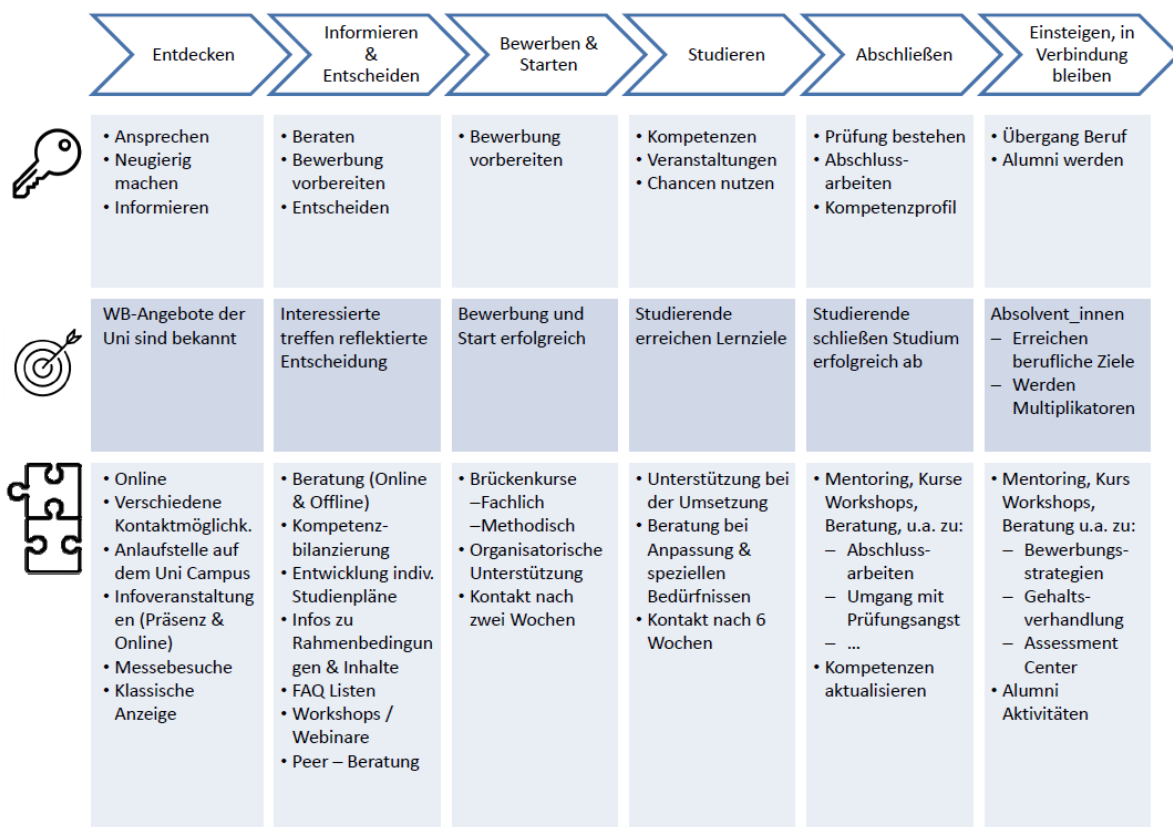 Entdecken
Informieren
&
Entscheiden
Bewerben &
Starten
Studieren
Abschließen
Einsteigen, in
Verbindung
bleiben
• Ansprechen
• Neugierig
machen
• Informieren
• Beraten
• Bewerbung
vorbereiten
• Entscheiden
• Bewerbung
vorbereiten
• Kompetenzen
• Veranstaltungen
• Chancen nutzen
• Prüfung bestehen
• Abschluss-
arbeiten
• Kompetenzprofil
• Übergang Beruf
• Alumni werden
WB-Angebote der
Uni sind bekannt
Interessierte
treffen reflektierte
Entscheidung
Bewerbung und
Start erfolgreich
Studierende
erreichen Lernziele
Studierende
schließen Studium
erfolgreich ab
Absolvent_innen
– Erreichen
berufliche Ziele
– Werden
Multiplikatoren
• Online
• Verschiedene
Kontaktmöglichk.
• Anlaufstelle auf
dem Uni Campus
• Infoveranstaltung
en (Präsenz &
Online)
• Messebesuche
• Klassische
Anzeige
• Beratung (Online
& Offline)
• Kompetenz-
bilanzierung
• Entwicklung indiv.
Studienpläne
• Infos zu
Rahmenbedingun
gen & Inhalte
• FAQ Listen
• Workshops /
Webinare
• Peer – Beratung
• Brückenkurse
–Fachlich
–Methodisch
• Organisatorische
Unterstützung
• Kontakt nach
zwei Wochen
• Unterstützung bei
der Umsetzung
• Beratung bei
Anpassung &
speziellen
Bedürfnissen
• Kontakt nach 6
Wochen
• Mentoring, Kurse
Workshops,
Beratung, u.a. zu:
– Abschluss-
arbeiten
– Umgang mit
Prüfungsangst
– ...
• Kompetenzen
aktualisieren
• Mentoring, Kurs
Workshops,
Beratung u.a. zu:
– Bewerbungs-
strategien
– Gehalts-
verhandlung
– Assessment
Center
• Alumni
Aktivitäten